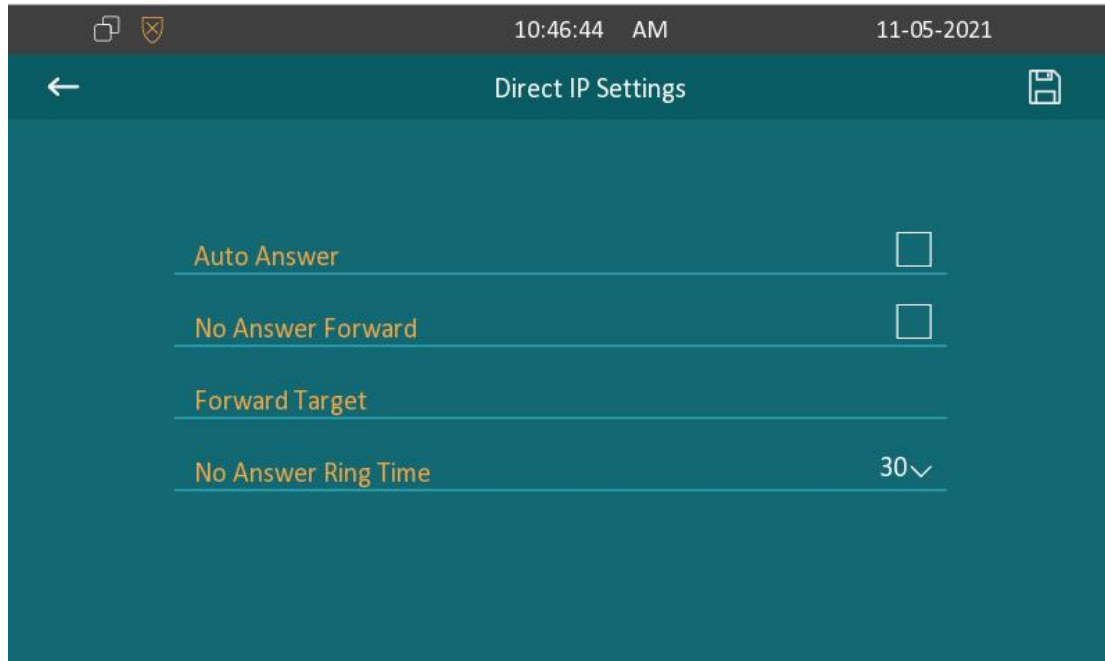 10:46:44 AM 11-05-2021
Direct IP Settings
Auto Answer
No Answer Forward
Forward Target
No Answer Ring Time 30